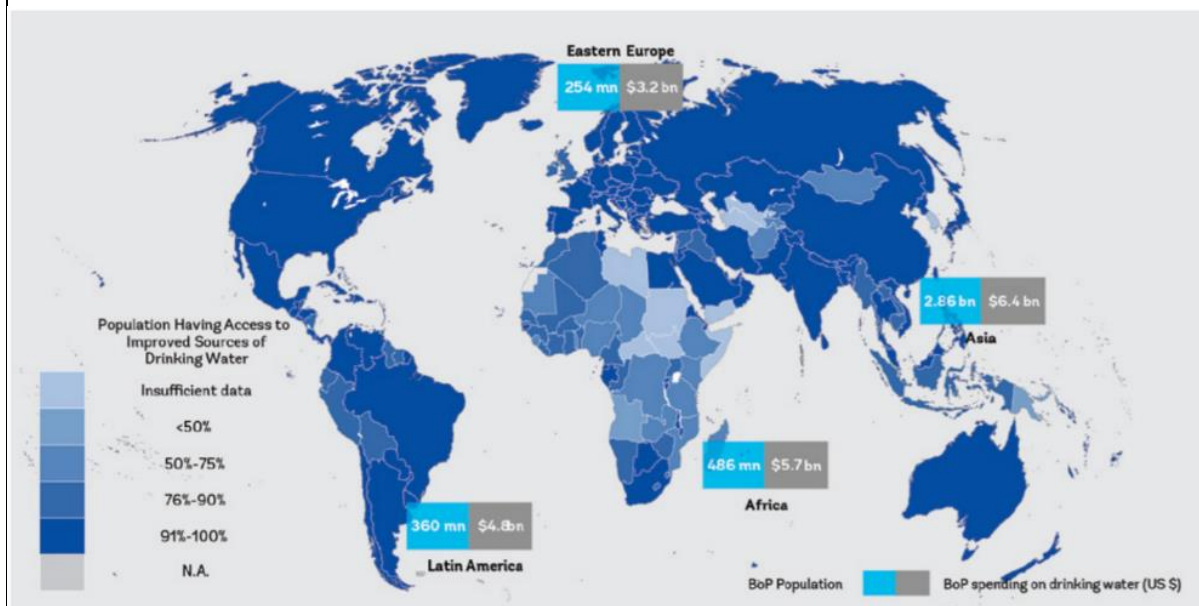 Eastern Europe
254 mn $3.2 bn
2.86 bn $6.4 bn
Asia
Population Having Access to
Improved Sources of
Drinking Water
Insufficient data
<50%
50%-75%
76%-90%
91%-100%
N.A.
486 mn $5.7 bn
Africa
360 mn $4.8bn
Latin America
BoP Population BoP spending on drinking water (US $)